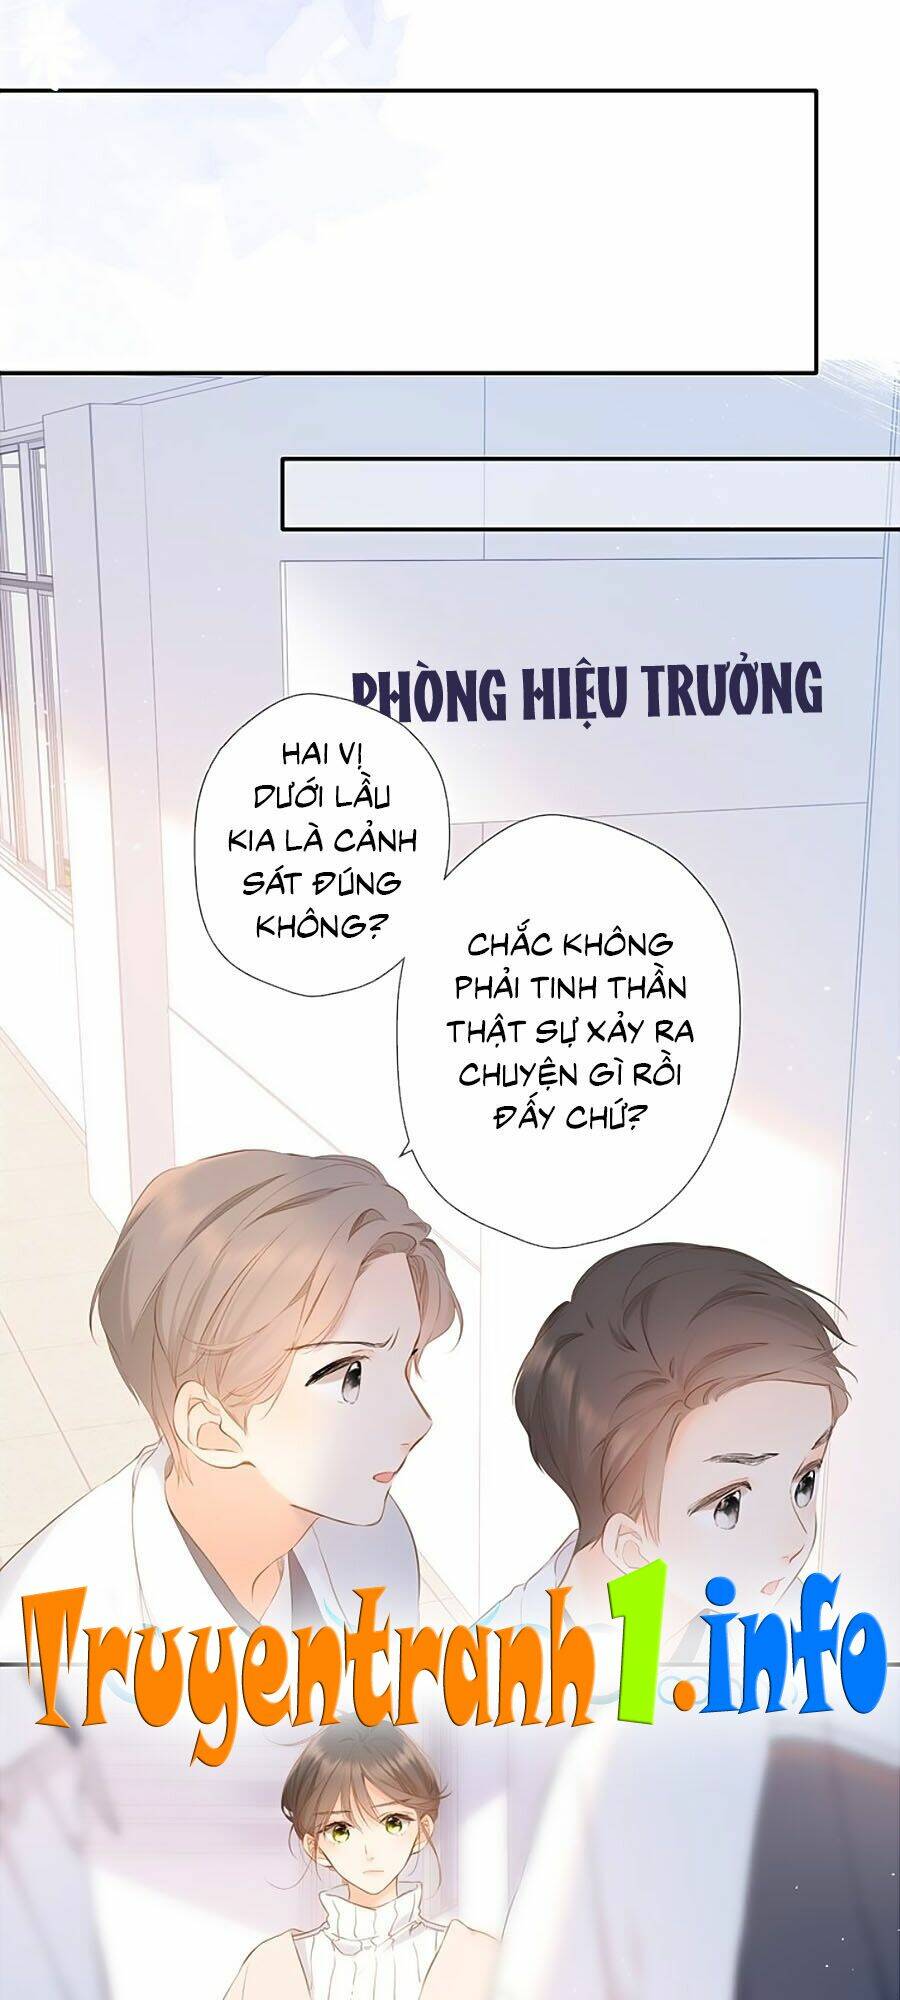 PHÒNG HIỆU TRƯỞNG
HAI VỊ
DƯỚI LẦU
KIA LÀ CẢNH
SÁT ĐÚNG
KHÔNG?
CHẮC KHÔNG
PHẢI TINH THẦN
THẬT SỰ XẢY RA
CHUYỆN GÌ RỒI
ĐẤY CHỨ?
Truyentranh1.info